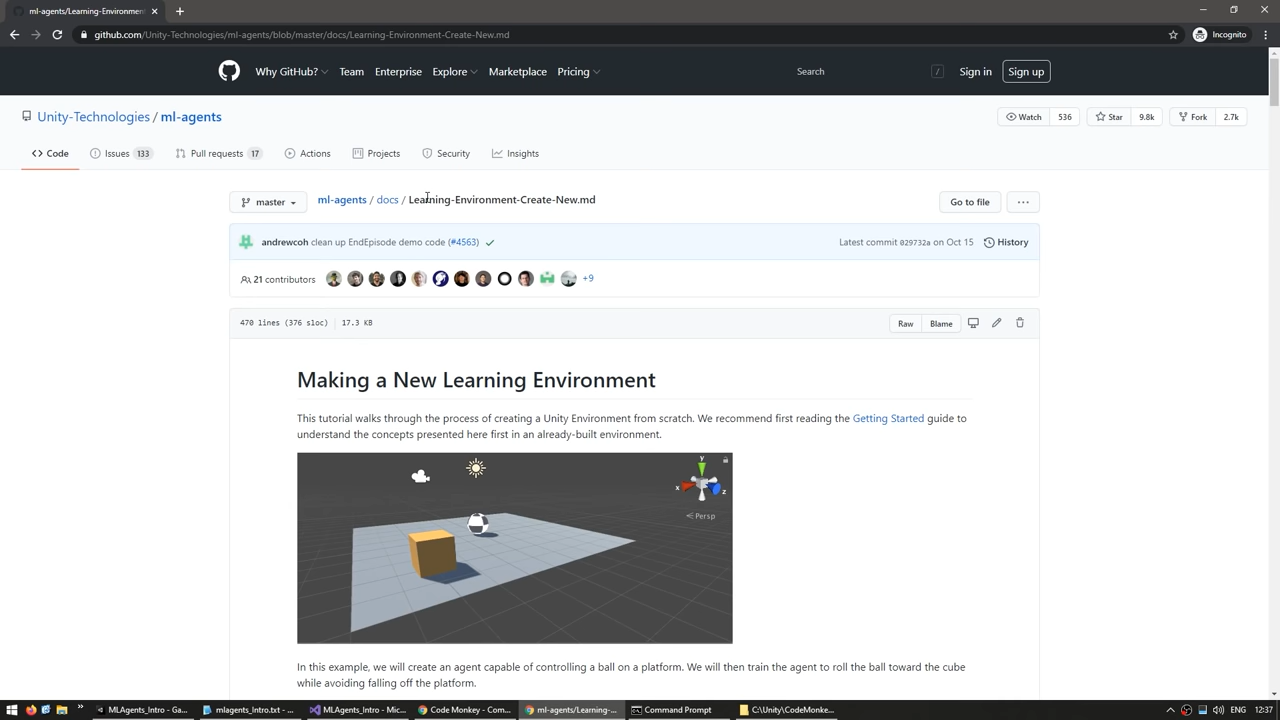 ml-agents/Learning-Environment
github.com/Unity-Technologies/ml-agents/blob/master/docs/Learning-Environment-Create-New.md
Incognito
Why GitHub? Team Enterprise Explore Marketplace Pricing
Search /
Sign in Sign up
Unity-Technologies / ml-agents
Watch 536 Star 9.8k Fork 2.7k
Code Issues 133 Pull requests 17 Actions Projects Security Insights
master ml-agents / docs / Learning-Environment-Create-New.md Go to file ...
andrewcoh clean up EndEpisode demo code (#4563) Latest commit 029732a on Oct 15 History
21 contributors +9
470 lines (376 sloc) 17.3 KB Raw Blame
Making a New Learning Environment
This tutorial walks through the process of creating a Unity Environment from scratch. We recommend first reading the Getting Started guide to
understand the concepts presented here first in an already-built environment.
y
x z
< Persp
In this example, we will create an agent capable of controlling a ball on a platform. We will then train the agent to roll the ball toward the cube
while avoiding falling off the platform.
MLAgents_Intro - Ga... mlagents_Intro.txt - ... MLAgents_Intro - Mic... Code Monkey - Com... ml-agents/Learning-... Command Prompt C:\Unity\CodeMonke... ENG 12:37